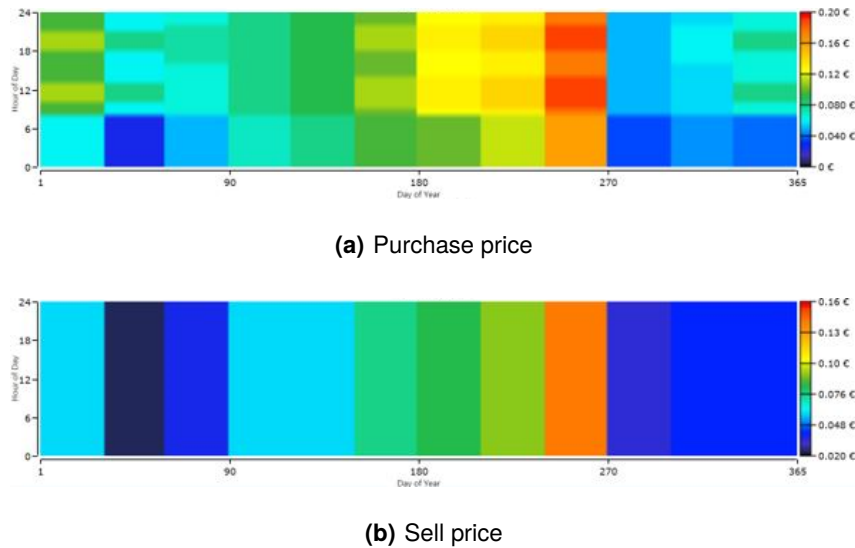 24
18
12
6
0
Hour of Day
1 90 180 270 365
Day of Year
0.20 €
0.16 €
0.12 €
0.080 €
0.040 €
0 €
(a) Purchase price
24
18
12
6
0
Hour of Day
1 90 180 270 365
Day of Year
0.16 €
0.13 €
0.10 €
0.076 €
0.048 €
0.020 €
(b) Sell price